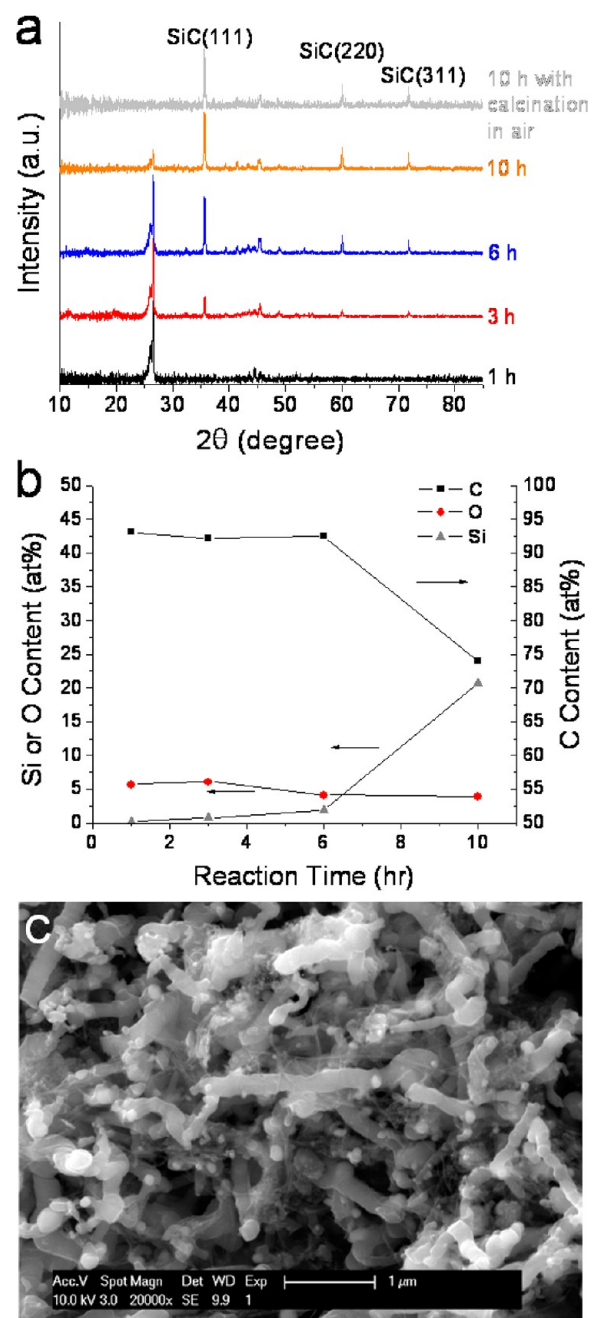 a
SiC(111)
SiC(220)
SiC(311)
10 h with
calcination
in air
10 h
6 h
3 h
1 h
Intensity (a.u.)
10 20 30 40 50 60 70 80
2θ (degree)
b
50 45 40 35 30 25 20 15 10 5 0
Si or O Content (at%)
C
O
Si
100 95 90 85 80 75 70 65 60 55 50
C Content (at%)
0 2 4 6 8 10
Reaction Time (hr)
c
Acc.V Spot Magn Det WD Exp
10.0 kV 3.0 20000x SE 9.9 1
1 μm